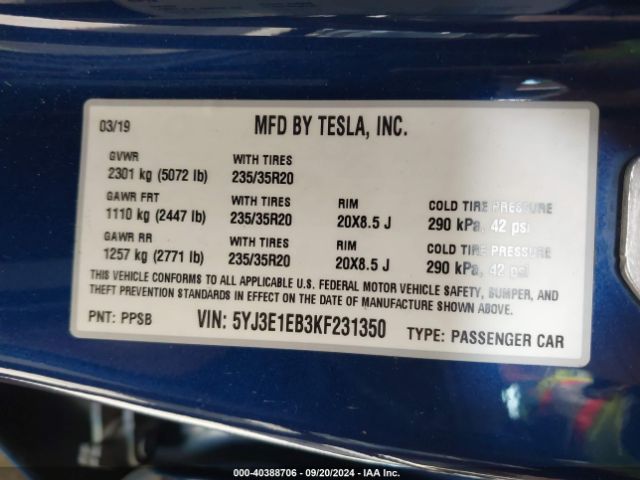 03/19 MFD BY TESLA, INC.
GVWR WITH TIRES
2301 kg (5072 lb) 235/35R20
GAWR FRT WITH TIRES RIM COLD TIRE PRESSURE
1110 kg (2447 lb) 235/35R20 20X8.5 J 290 kPa, 42 psi
GAWR RR WITH TIRES RIM COLD TIRE PRESSURE
1257 kg (2771 lb) 235/35R20 20X8.5 J 290 kPa, 42 psi
THIS VEHICLE CONFORMS TO ALL APPLICABLE U.S. FEDERAL MOTOR VEHICLE SAFETY, BUMPER, AND
THEFT PREVENTION STANDARDS IN EFFECT ON THE DATE OF MANUFACTURE SHOWN ABOVE.
PNT: PPSB VIN: 5YJ3E1EB3KF231350 TYPE: PASSENGER CAR
000-40388706 - 09/20/2024 - IAA Inc.